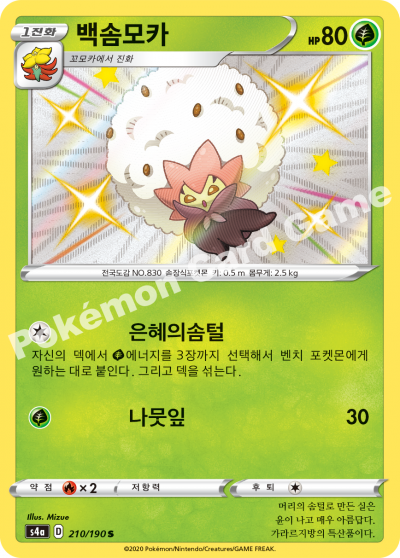 1진화
백솜모카
HP 80
꼬모카에서 진화
전국도감 NO.830 솜장식포켓몬 키: 0.5 m 몸무게: 2.5 kg
Pokémon Card Game
은혜의솜털
자신의 덱에서 에너지를 3장까지 선택해서 벤치 포켓몬에게
원하는 대로 붙인다. 그리고 덱을 섞는다.
나뭇잎 30
약점 ×2 저항력 후퇴
Illus. Mizue
s4a D 210/190 S
머리의 솜털로 만든 실은
윤이 나고 매우 아름답다.
가라르지방의 특산품이다.
©2020 Pokémon/Nintendo/Creatures/GAME FREAK.